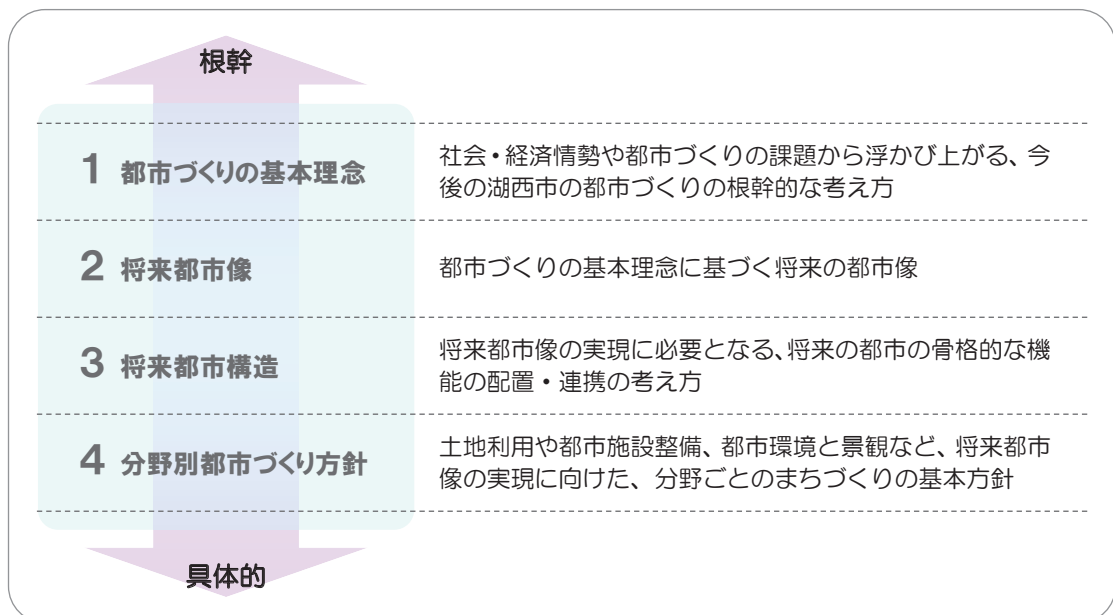 根幹
1 都市づくりの基本理念
社会・経済情勢や都市づくりの課題から浮かび上がる、今
後の湖西市の都市づくりの根幹的な考え方
2 将来都市像
都市づくりの基本理念に基づく将来の都市像
3 将来都市構造
将来都市像の実現に必要となる、将来の都市の骨格的な機
能の配置・連携の考え方
4 分野別都市づくり方針
土地利用や都市施設整備、都市環境と景観など、将来都市
像の実現に向けた、分野ごとのまちづくりの基本方針
具体的